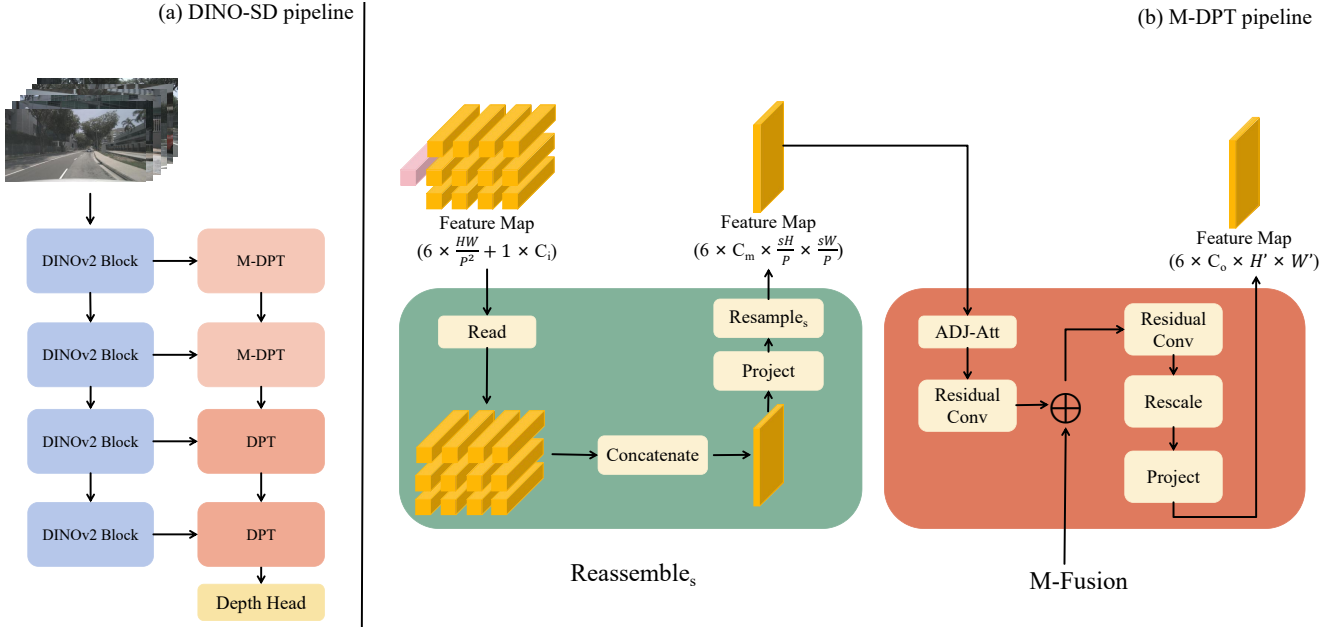 (a) DINO-SD pipeline
DINOv2 Block
M-DPT
DINOv2 Block
M-DPT
DINOv2 Block
DPT
DINOv2 Block
DPT
Depth Head
(b) M-DPT pipeline
Feature Map
(6 × HW/P² + 1 × Cᵢ)
Read
Concatenate
Feature Map
(6 × Cₘ × sH/P × sW/P)
Resampleₛ
Project
Reassembleₛ
ADJ-Att
Residual
Conv
Residual
Conv
Rescale
Project
Feature Map
(6 × Cₒ × H' × W')
M-Fusion